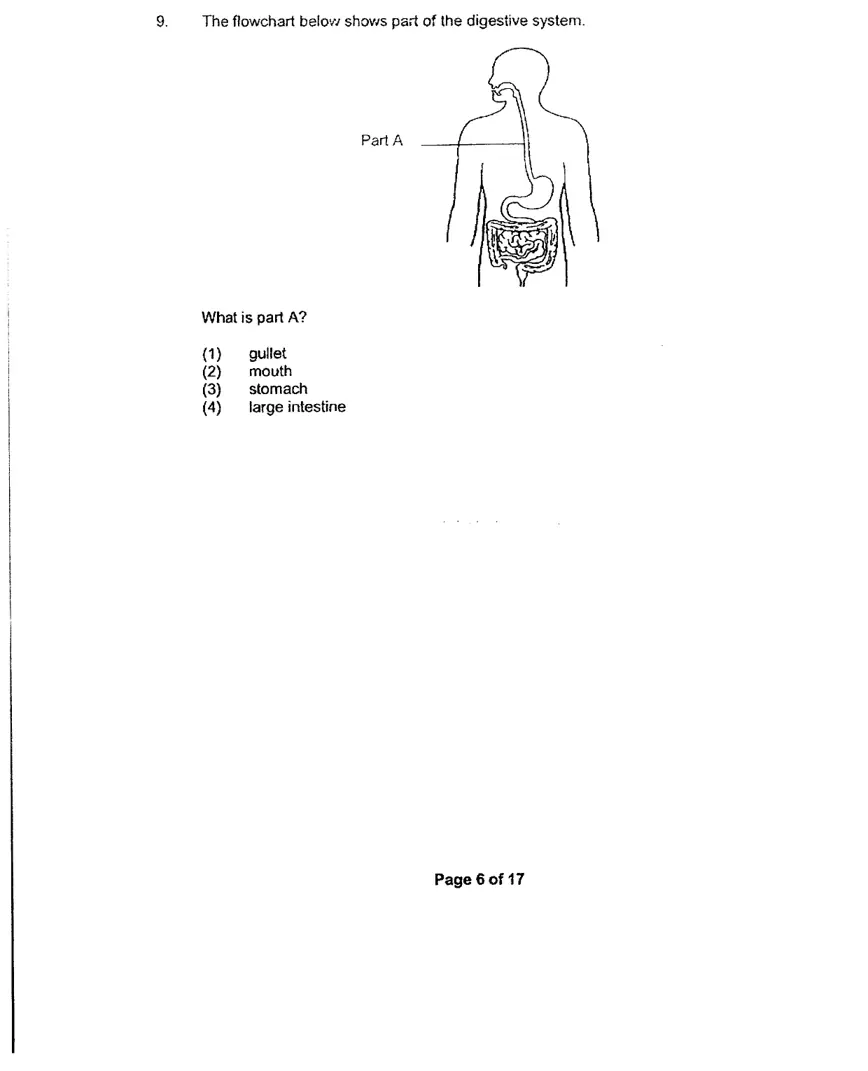 9. The flowchart below shows part of the digestive system.
Part A
What is part A?
(1) gullet
(2) mouth
(3) stomach
(4) large intestine
Page 6 of 17